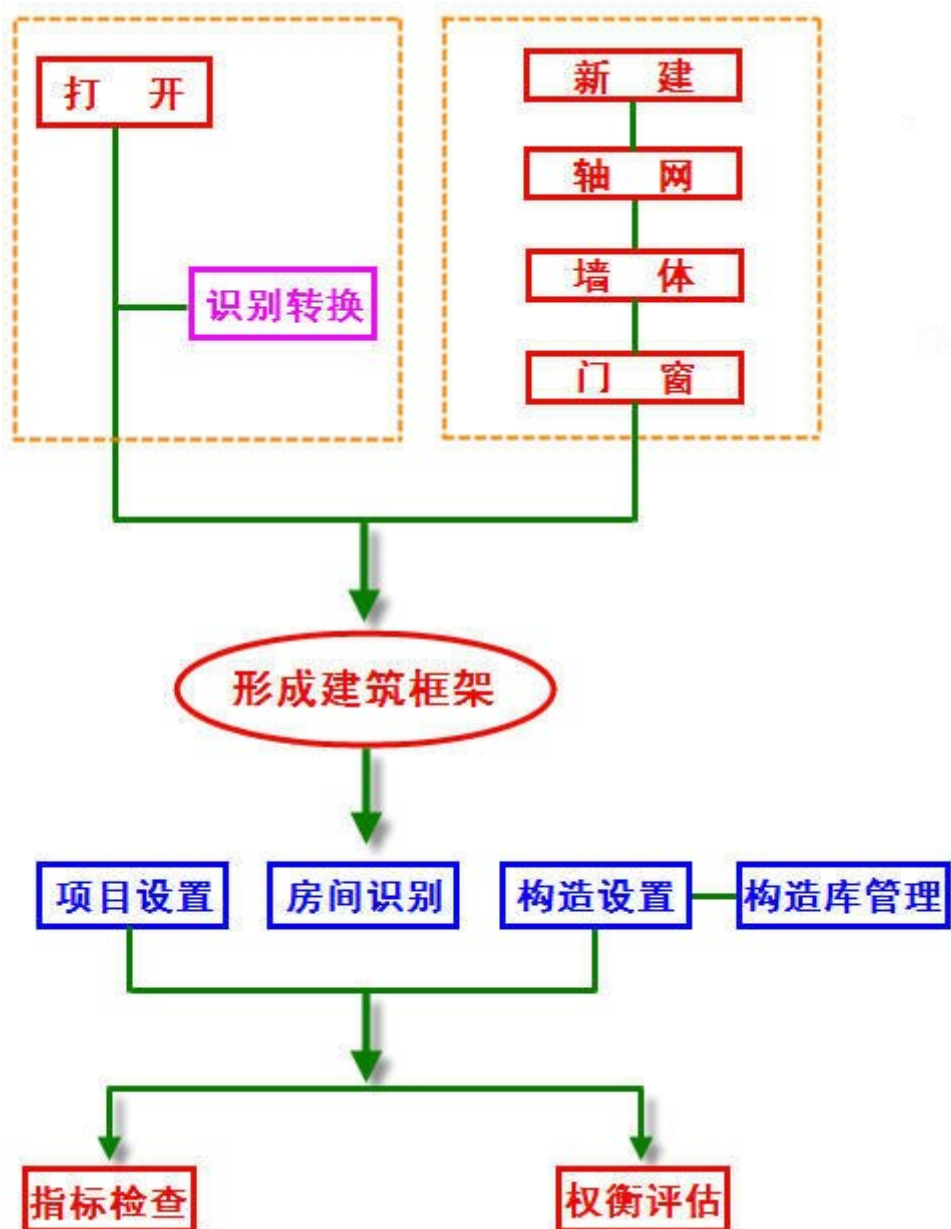 打 开
新 建
轴 网
墙 体
识别转换
门 窗
形成建筑框架
项目设置
房间识别
构造设置
构造库管理
指标检查
权衡评估